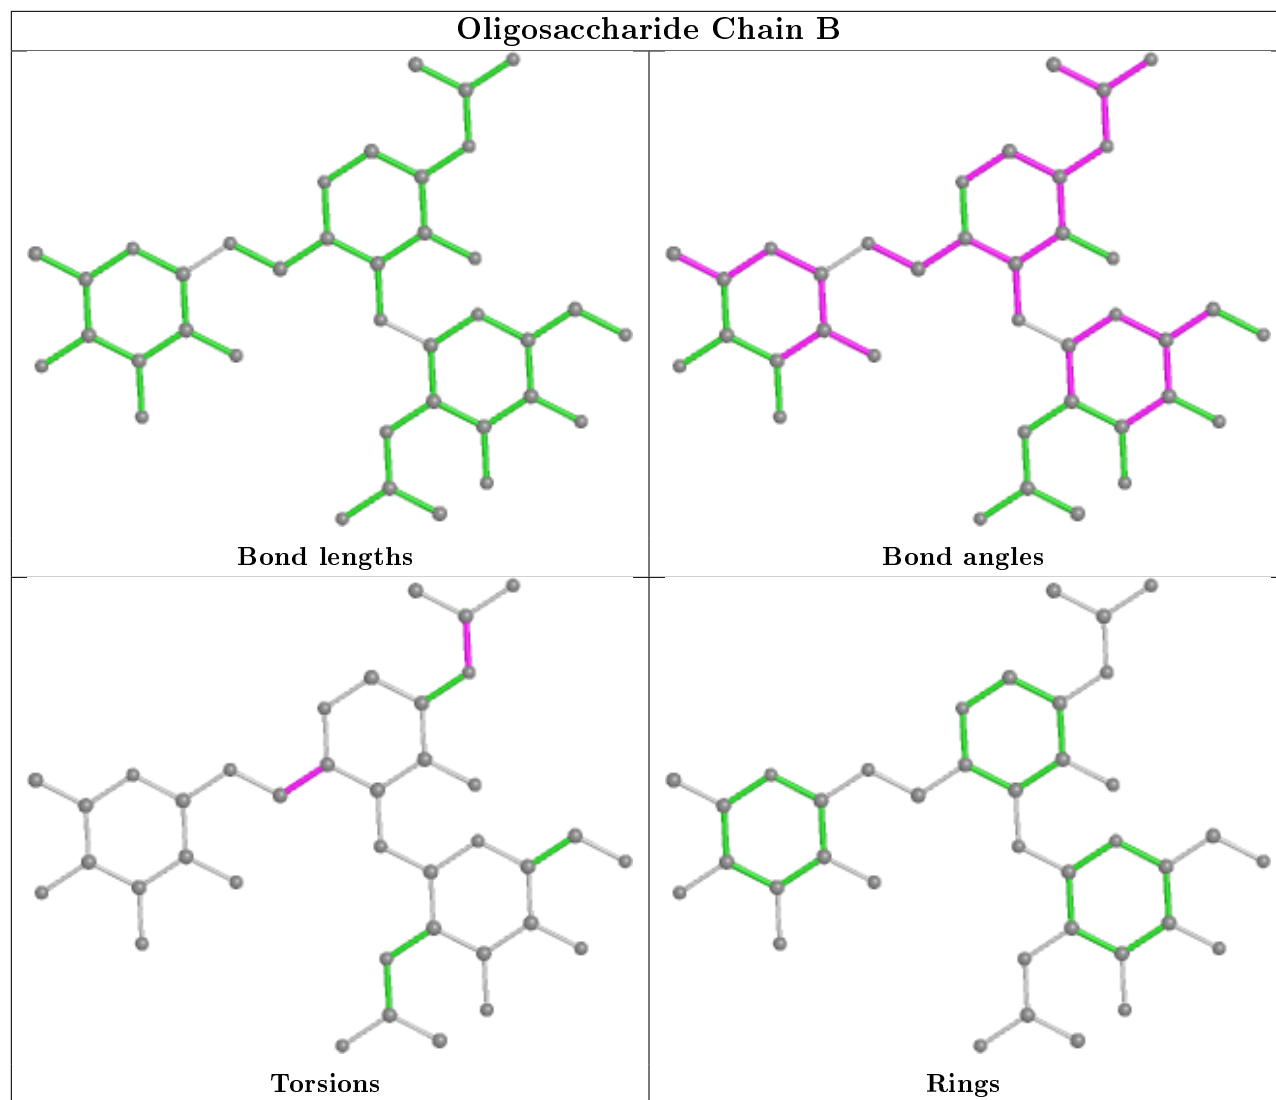 Oligosaccharide Chain B
Bond lengths
Bond angles
Torsions
Rings